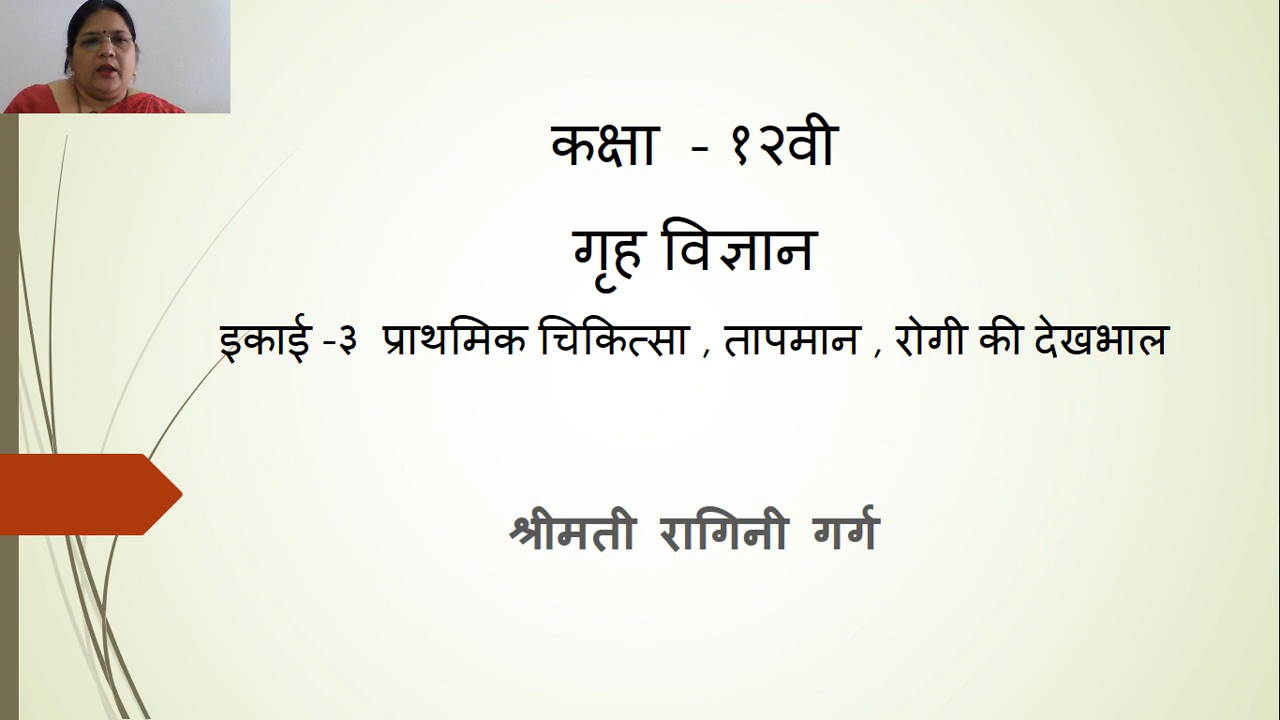 कक्षा - १२वी
गृह विज्ञान
इकाई -३ प्राथमिक चिकित्सा , तापमान , रोगी की देखभाल
श्रीमती रागिनी गर्ग